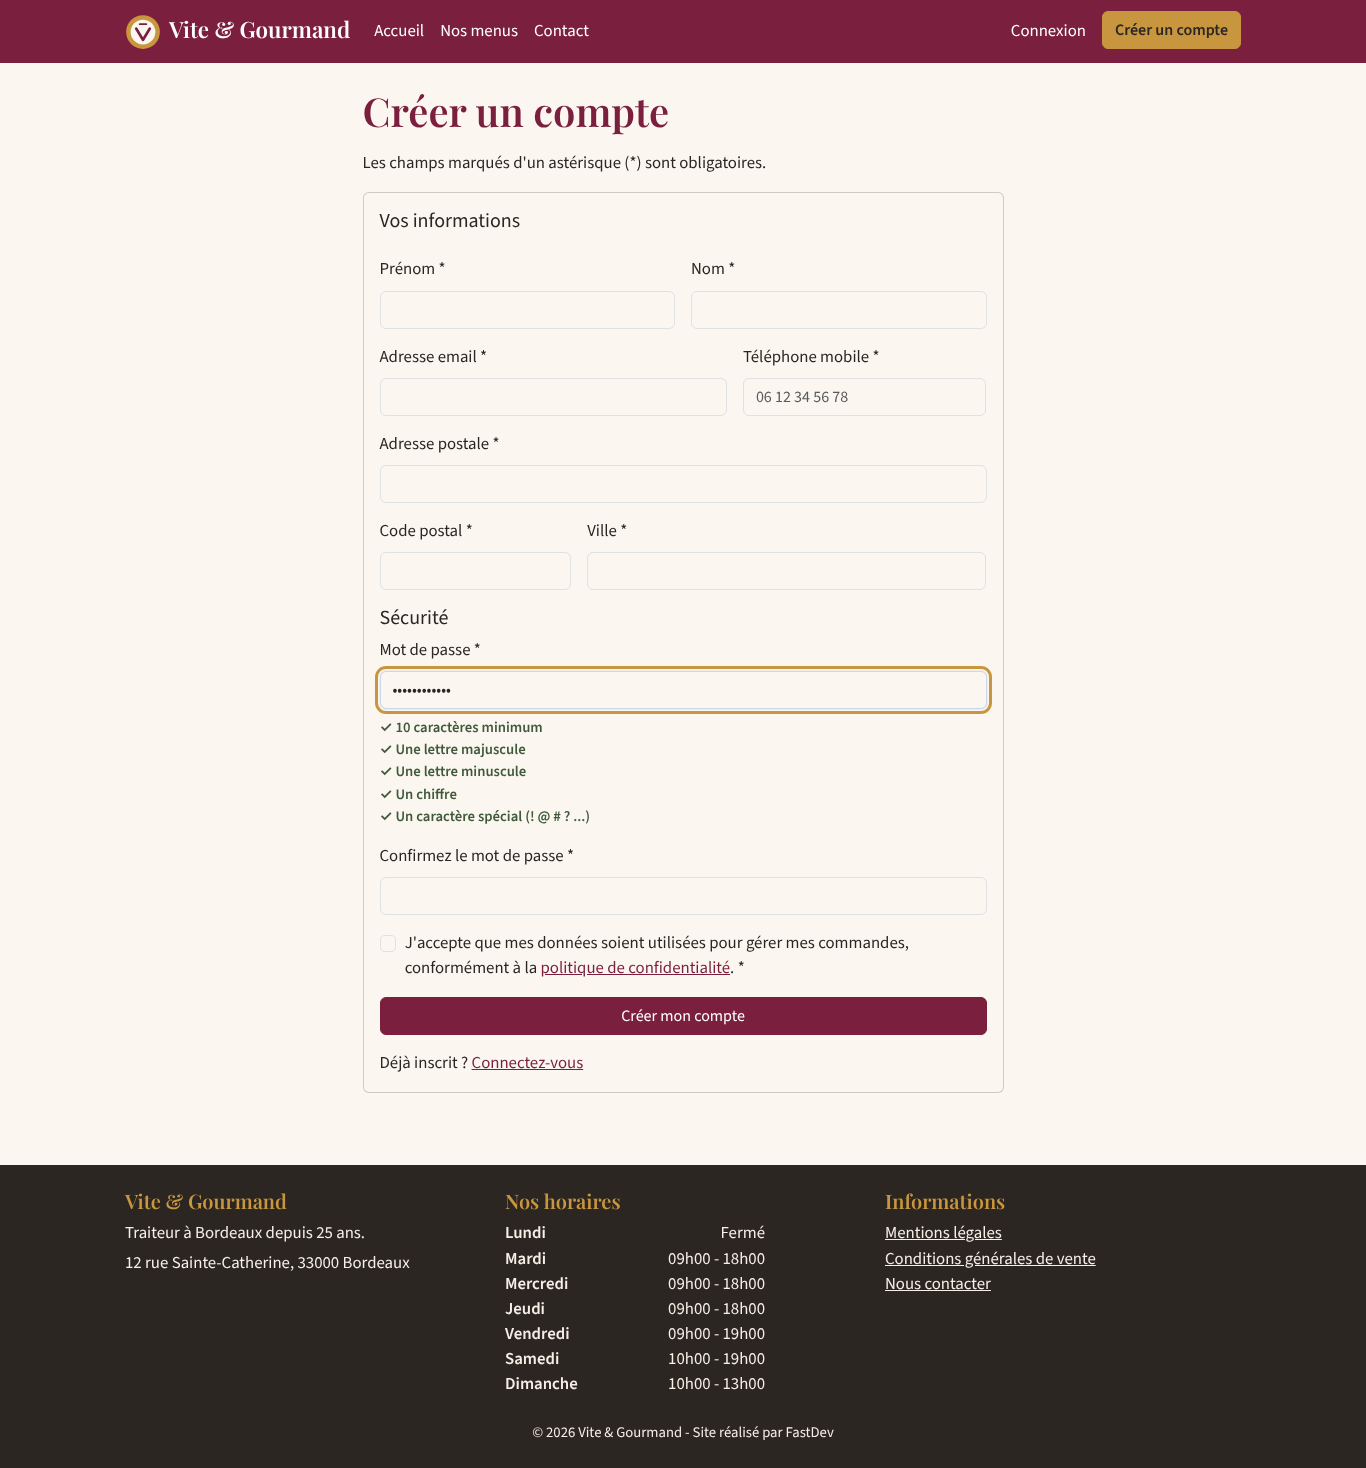 Vite & Gourmand Accueil Nos menus Contact Connexion Créer un compte
Créer un compte
Les champs marqués d'un astérisque (*) sont obligatoires.
Vos informations
Prénom * Nom *
Adresse email * Téléphone mobile *
06 12 34 56 78
Adresse postale *
Code postal * Ville *
Sécurité
Mot de passe *
••••••••••••
✓ 10 caractères minimum
✓ Une lettre majuscule
✓ Une lettre minuscule
✓ Un chiffre
✓ Un caractère spécial (! @ # ? ...)
Confirmez le mot de passe *
J'accepte que mes données soient utilisées pour gérer mes commandes,
conformément à la politique de confidentialité. *
Créer mon compte
Déjà inscrit ? Connectez-vous
Vite & Gourmand
Traiteur à Bordeaux depuis 25 ans.
12 rue Sainte-Catherine, 33000 Bordeaux
Nos horaires
Lundi Fermé
Mardi 09h00 - 18h00
Mercredi 09h00 - 18h00
Jeudi 09h00 - 18h00
Vendredi 09h00 - 19h00
Samedi 10h00 - 19h00
Dimanche 10h00 - 13h00
Informations
Mentions légales
Conditions générales de vente
Nous contacter
© 2026 Vite & Gourmand - Site réalisé par FastDev